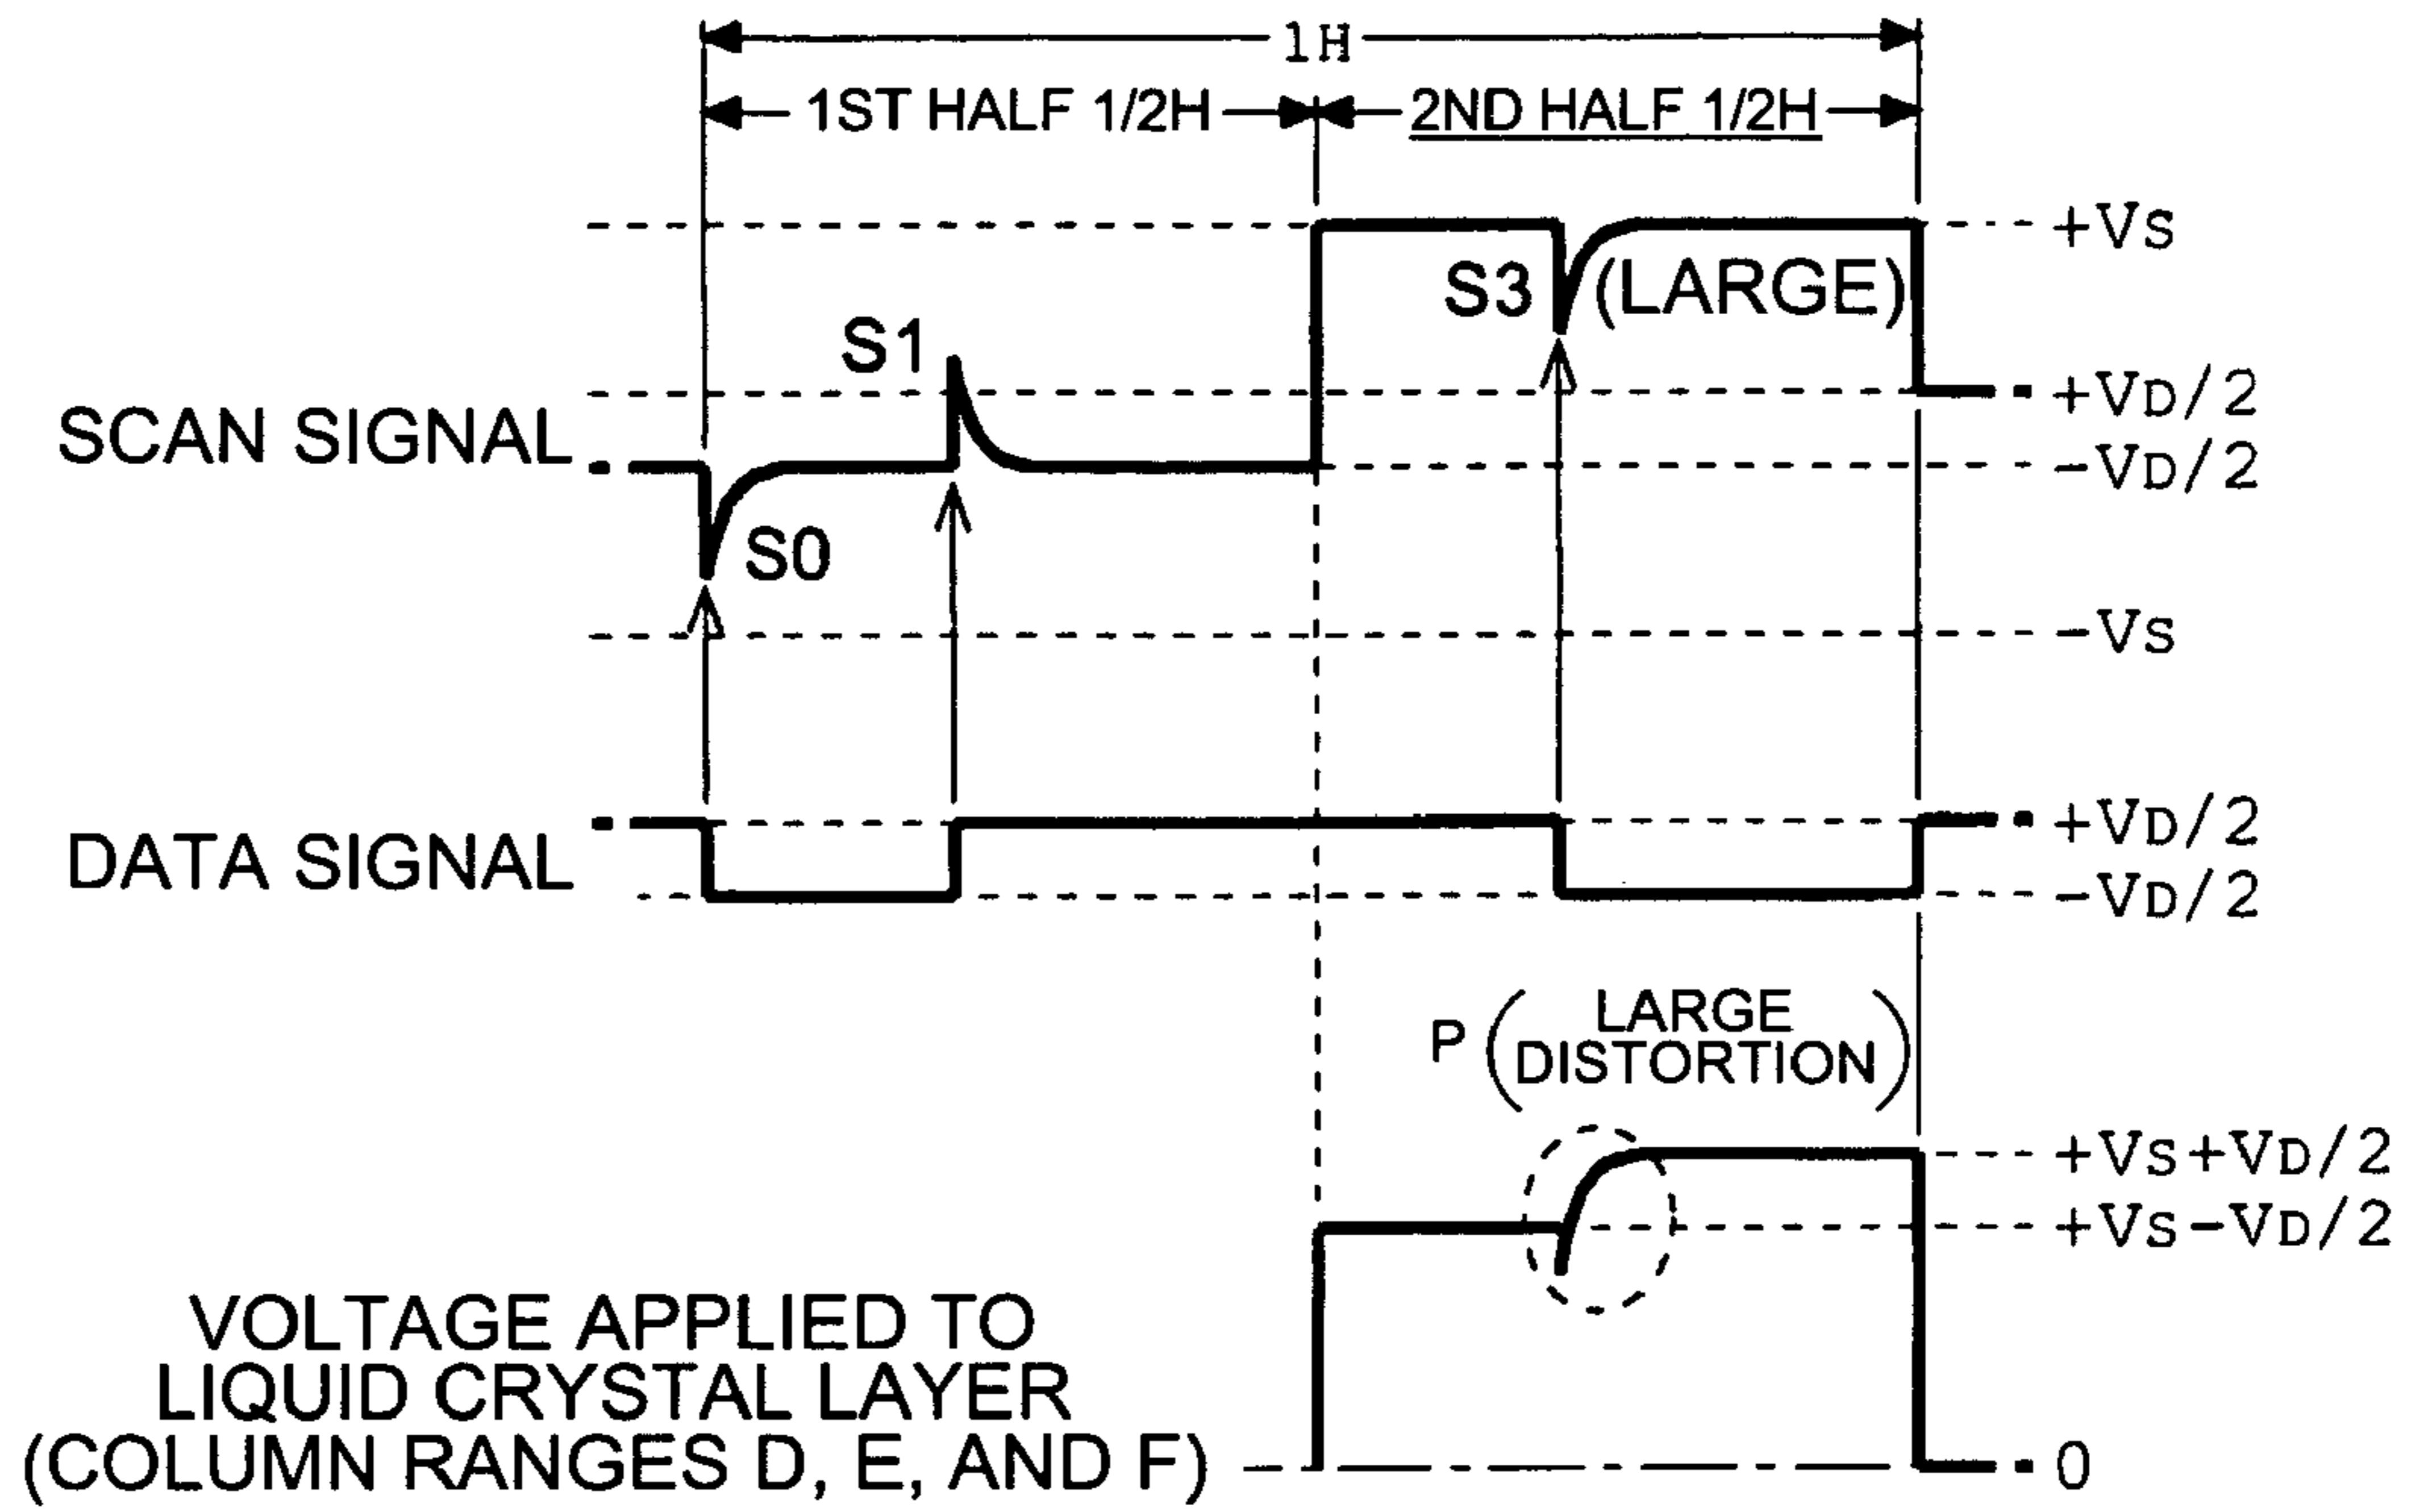 1H
1ST HALF 1/2H
2ND HALF 1/2H
+VS
S3 (LARGE)
S1
+VD/2
SCAN SIGNAL
-VD/2
S0
-VS
+VD/2
DATA SIGNAL
-VD/2
P (LARGE
DISTORTION)
+VS+VD/2
+VS-VD/2
VOLTAGE APPLIED TO
LIQUID CRYSTAL LAYER
(COLUMN RANGES D, E, AND F)
0